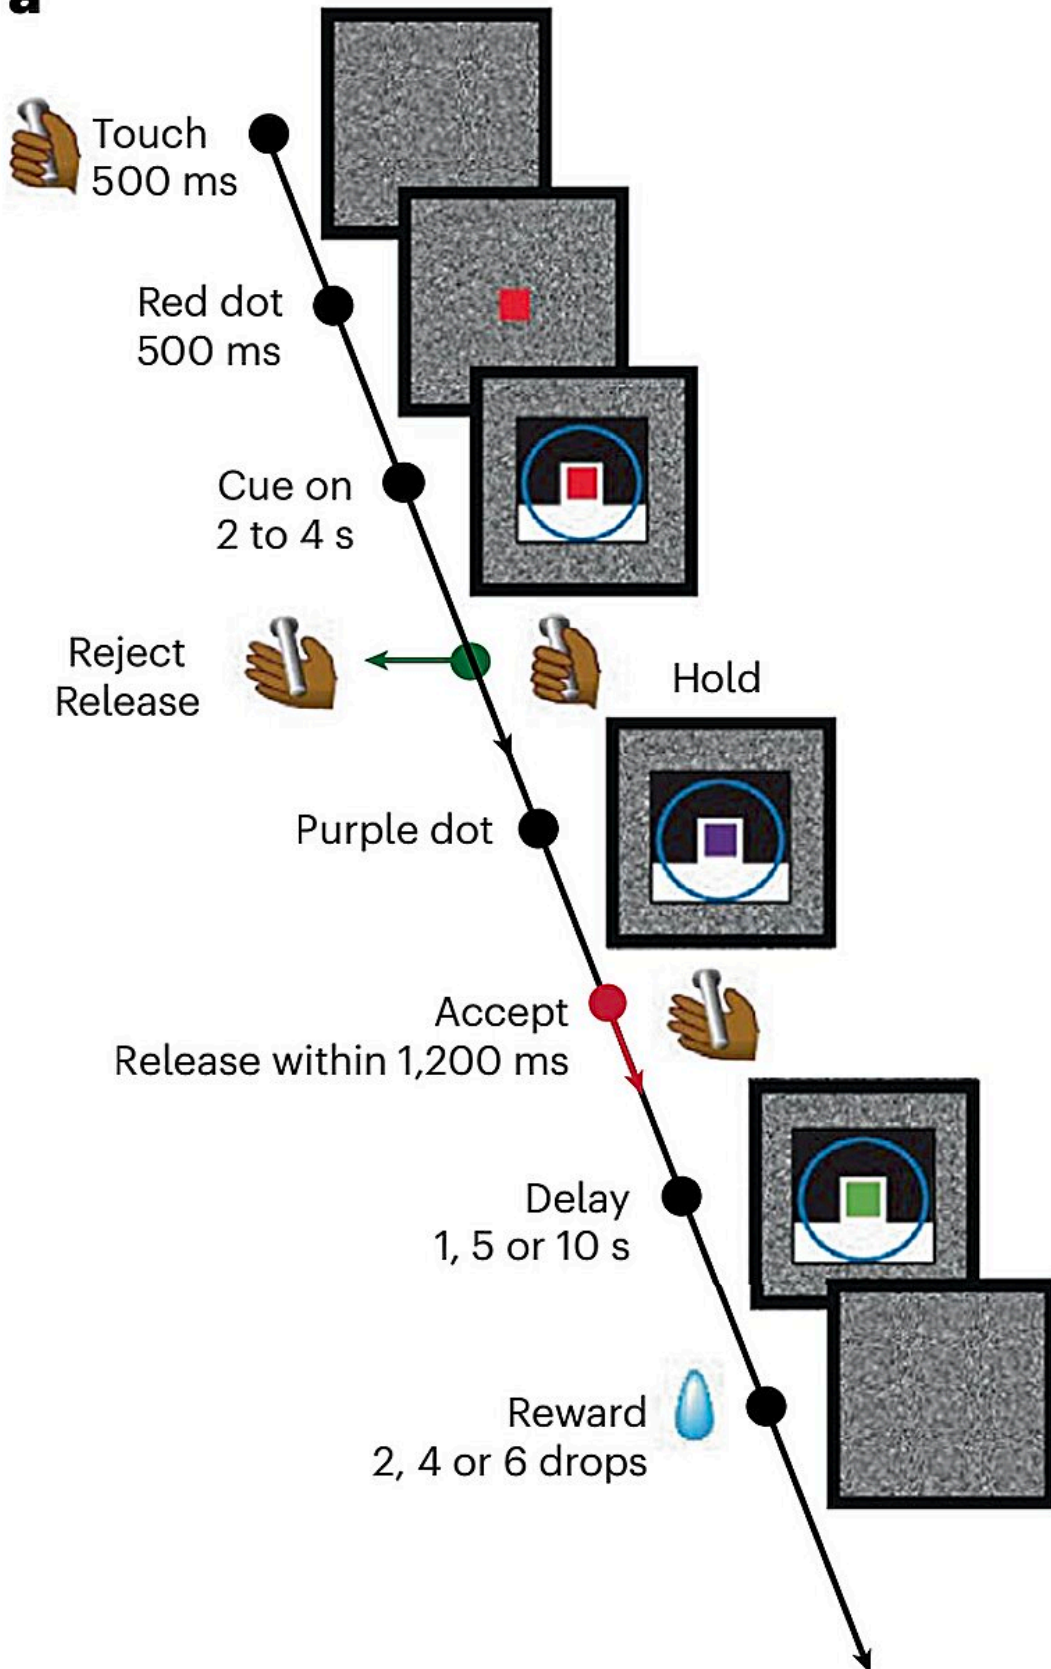 a
Touch
500 ms
Red dot
500 ms
Cue on
2 to 4 s
Reject
Release
Hold
Purple dot
Accept
Release within 1,200 ms
Delay
1, 5 or 10 s
Reward
2, 4 or 6 drops